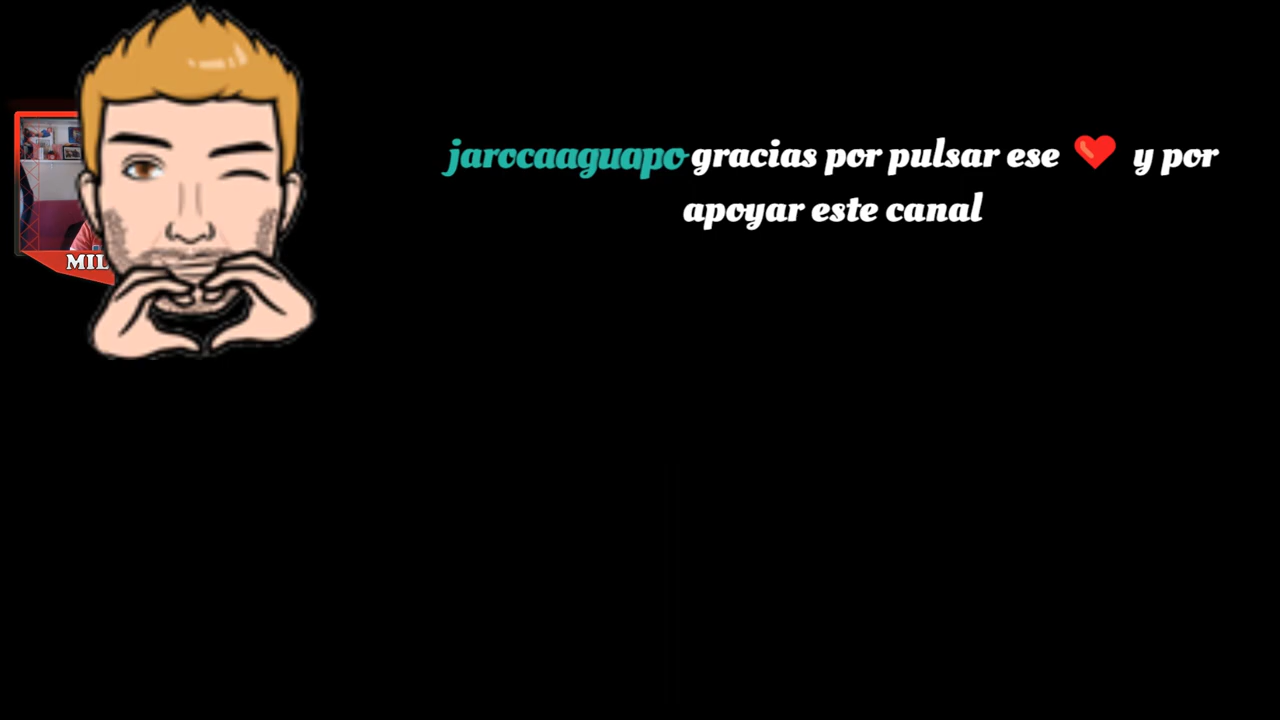 jarocaaguapo gracias por pulsar ese ❤ y por
apoyar este canal
MIL